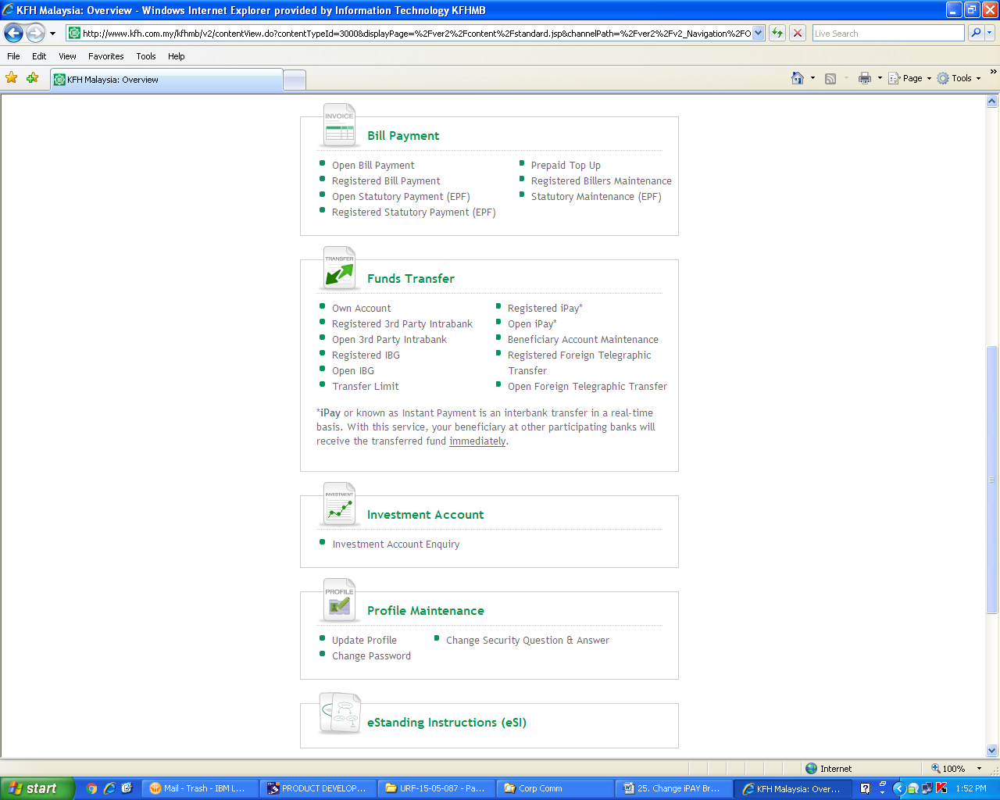 KFH Malaysia: Overview - Windows Internet Explorer provided by Information Technology KFHMB
http://www.kfh.com.my/kfhmb/v2/contentView.do?contentTypeId=3000&displayPage=%2Fver2%2Fcontent%2Fstandard.jsp&channelPath=%2Fver2%2Fv2_Navigation%2FO
Live Search
File Edit View Favorites Tools Help
KFH Malaysia: Overview
Page Tools
INVOICE
Bill Payment
Open Bill Payment
Registered Bill Payment
Open Statutory Payment (EPF)
Registered Statutory Payment (EPF)
Prepaid Top Up
Registered Billers Maintenance
Statutory Maintenance (EPF)
TRANSFER
Funds Transfer
Own Account
Registered 3rd Party Intrabank
Open 3rd Party Intrabank
Registered IBG
Open IBG
Transfer Limit
Registered iPay*
Open iPay*
Beneficiary Account Maintenance
Registered Foreign Telegraphic
Transfer
Open Foreign Telegraphic Transfer
*iPay or known as Instant Payment is an interbank transfer in a real-time
basis. With this service, your beneficiary at other participating banks will
receive the transferred fund immediately.
INVESTMENT
Investment Account
Investment Account Enquiry
PROFILE
Profile Maintenance
Update Profile
Change Password
Change Security Question & Answer
eStanding Instructions (eSI)
Internet
100%
start
Mail - Trash - IBM L...
PRODUCT DEVELOP...
URF-15-05-087 - Pa...
Corp Comm
25. Change iPAY Br...
KFH Malaysia: Over...
1:52 PM